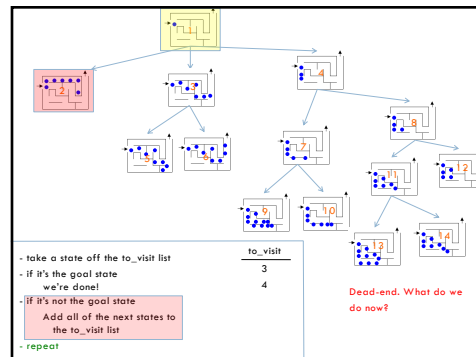 1
2
3
4
5
6
7
8
9
10
11
12
13
14
- take a state off the to_visit list
- if it's the goal state
we're done!
- if it's not the goal state
Add all of the next states to
the to_visit list
- repeat
to_visit
3
4
Dead-end. What do we
do now?